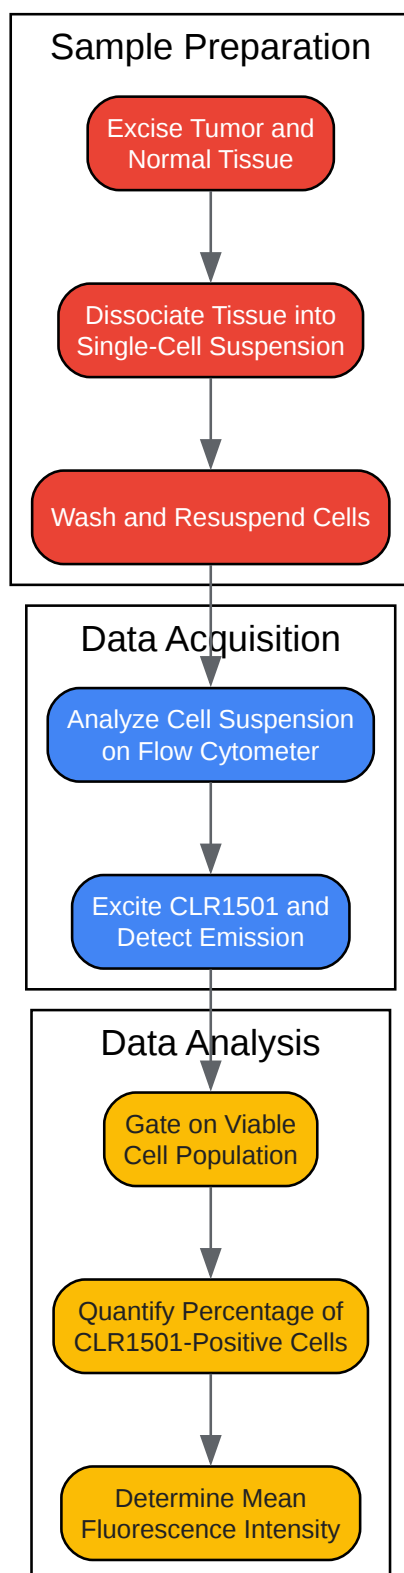 Sample Preparation
Excise Tumor and
Normal Tissue
Dissociate Tissue into
Single-Cell Suspension
Wash and Resuspend Cells
Data Acquisition
Analyze Cell Suspension
on Flow Cytometer
Excite CLR1501 and
Detect Emission
Data Analysis
Gate on Viable
Cell Population
Quantify Percentage of
CLR1501-Positive Cells
Determine Mean
Fluorescence Intensity